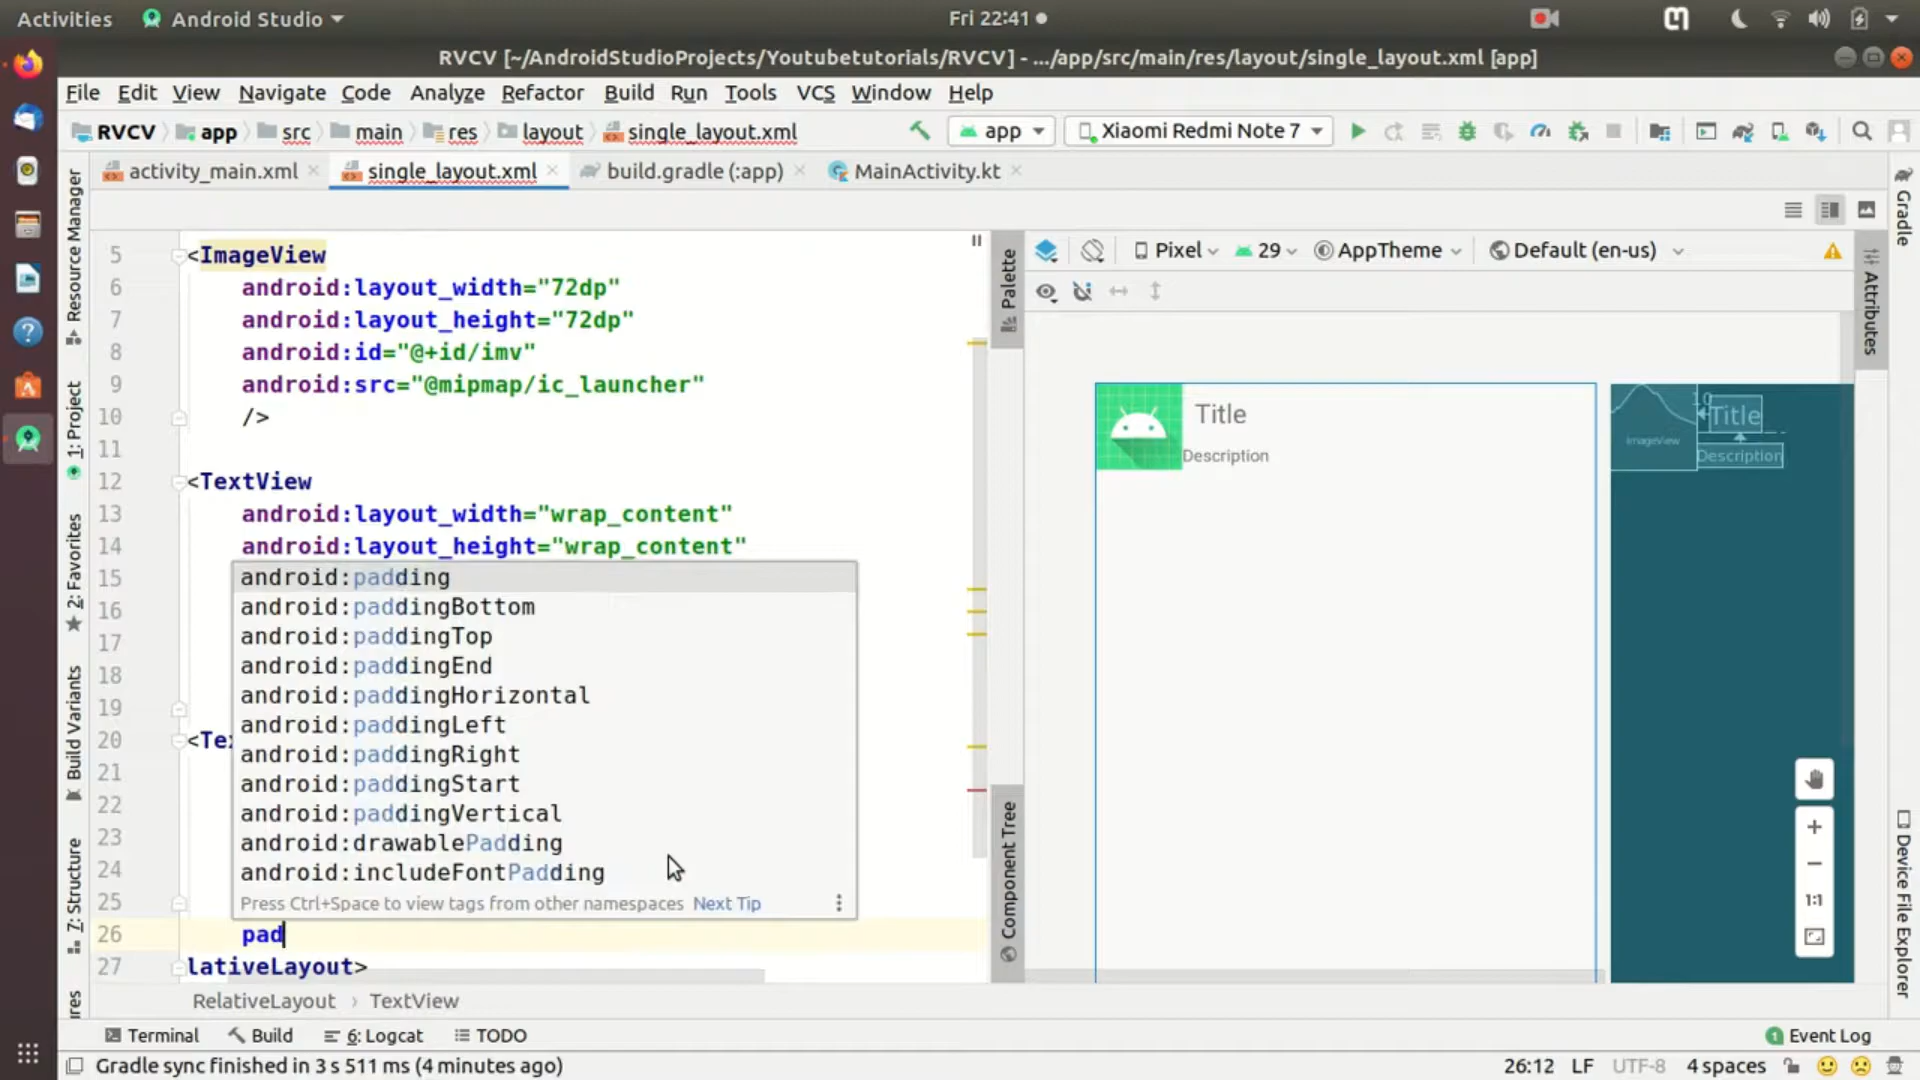 Activities Android Studio Fri 22:41
RVCV [~/AndroidStudioProjects/Youtubetutorials/RVCV] - .../app/src/main/res/layout/single_layout.xml [app]
File Edit View Navigate Code Analyze Refactor Build Run Tools VCS Window Help
RVCV app src main res layout single_layout.xml app Xiaomi Redmi Note 7
activity_main.xml single_layout.xml build.gradle (:app) MainActivity.kt
Resource Manager
1: Project
2: Favorites
Build Variants
7: Structure
5 <ImageView
6 android:layout_width="72dp"
7 android:layout_height="72dp"
8 android:id="@+id/imv"
9 android:src="@mipmap/ic_launcher"
10 />
11
12 <TextView
13 android:layout_width="wrap_content"
14 android:layout_height="wrap_content"
15
16
17
18
19
20 <Te
21
22
23
24
25
26 pad
27 lativeLayout>
android:padding
android:paddingBottom
android:paddingTop
android:paddingEnd
android:paddingHorizontal
android:paddingLeft
android:paddingRight
android:paddingStart
android:paddingVertical
android:drawablePadding
android:includeFontPadding
Press Ctrl+Space to view tags from other namespaces Next Tip
RelativeLayout › TextView
Palette
Component Tree
Pixel 29 AppTheme Default (en-us)
Title
Description
ImageView
10
Title
Description
1:1
Gradle
Attributes
Device File Explorer
Terminal Build 6: Logcat TODO Event Log
1
Gradle sync finished in 3 s 511 ms (4 minutes ago) 26:12 LF UTF-8 4 spaces